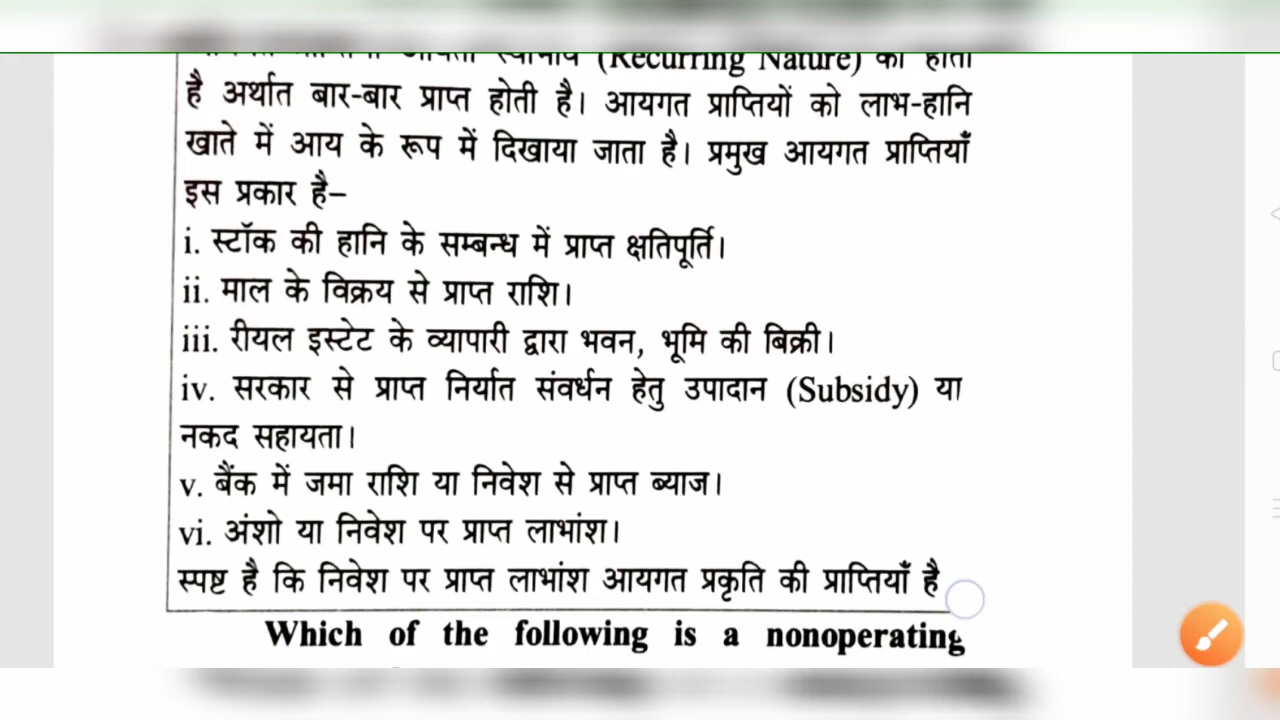 (Recurring Nature) की होती
है अर्थात बार-बार प्राप्त होती है। आयगत प्राप्तियों को लाभ-हानि
खाते में आय के रूप में दिखाया जाता है। प्रमुख आयगत प्राप्तियाँ
इस प्रकार है–
i. स्टॉक की हानि के सम्बन्ध में प्राप्त क्षतिपूर्ति।
ii. माल के विक्रय से प्राप्त राशि।
iii. रीयल इस्टेट के व्यापारी द्वारा भवन, भूमि की बिक्री।
iv. सरकार से प्राप्त निर्यात संवर्धन हेतु उपादान (Subsidy) या
नकद सहायता।
v. बैंक में जमा राशि या निवेश से प्राप्त ब्याज।
vi. अंशो या निवेश पर प्राप्त लाभांश।
स्पष्ट है कि निवेश पर प्राप्त लाभांश आयगत प्रकृति की प्राप्तियाँ है
Which of the following is a nonoperating